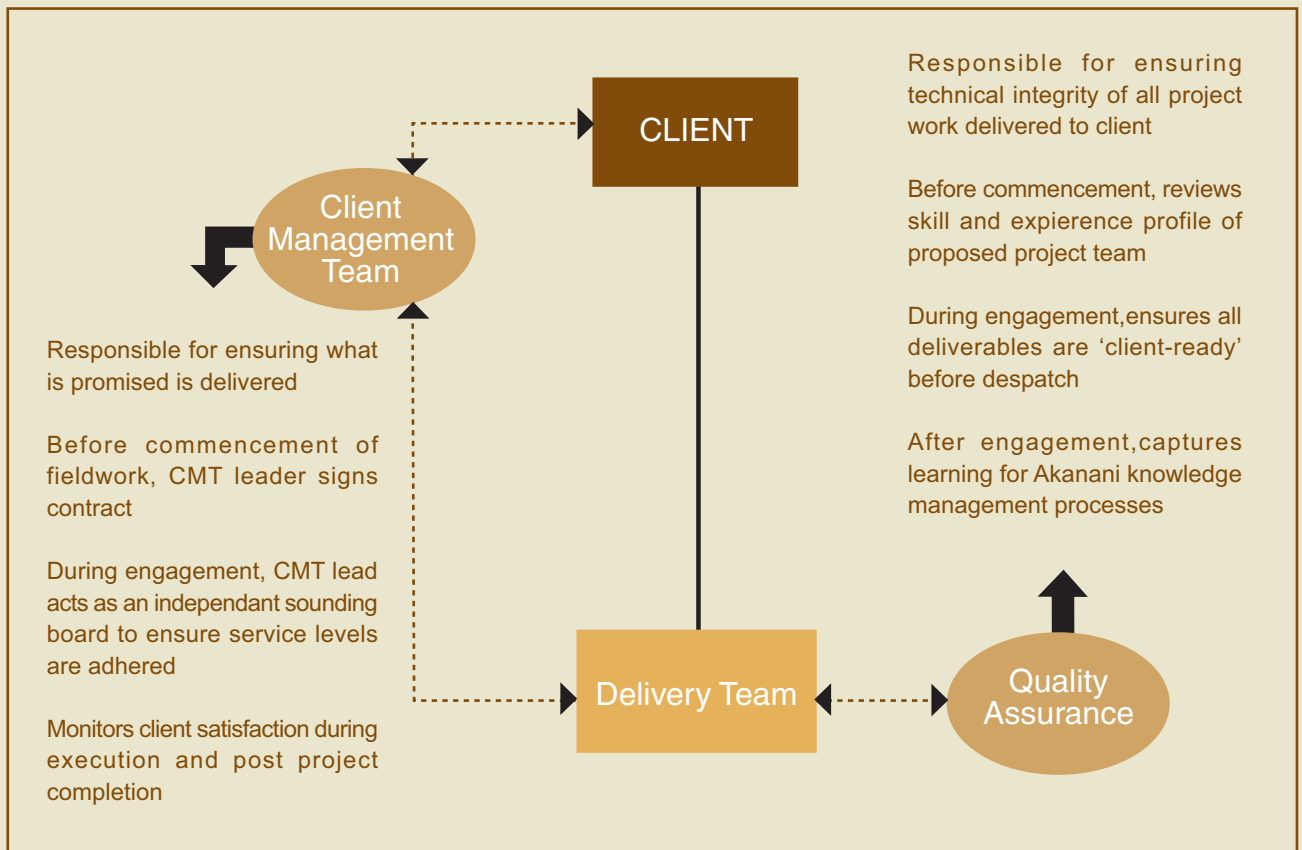 CLIENT
Client
Management
Team
Responsible for ensuring what
is promised is delivered
Before commencement of
fieldwork, CMT leader signs
contract
During engagement, CMT lead
acts as an independant sounding
board to ensure service levels
are adhered
Monitors client satisfaction during
execution and post project
completion
Delivery Team
Responsible for ensuring
technical integrity of all project
work delivered to client
Before commencement, reviews
skill and expierence profile of
proposed project team
During engagement,ensures all
deliverables are ‘client-ready’
before despatch
After engagement,captures
learning for Akanani knowledge
management processes
Quality
Assurance